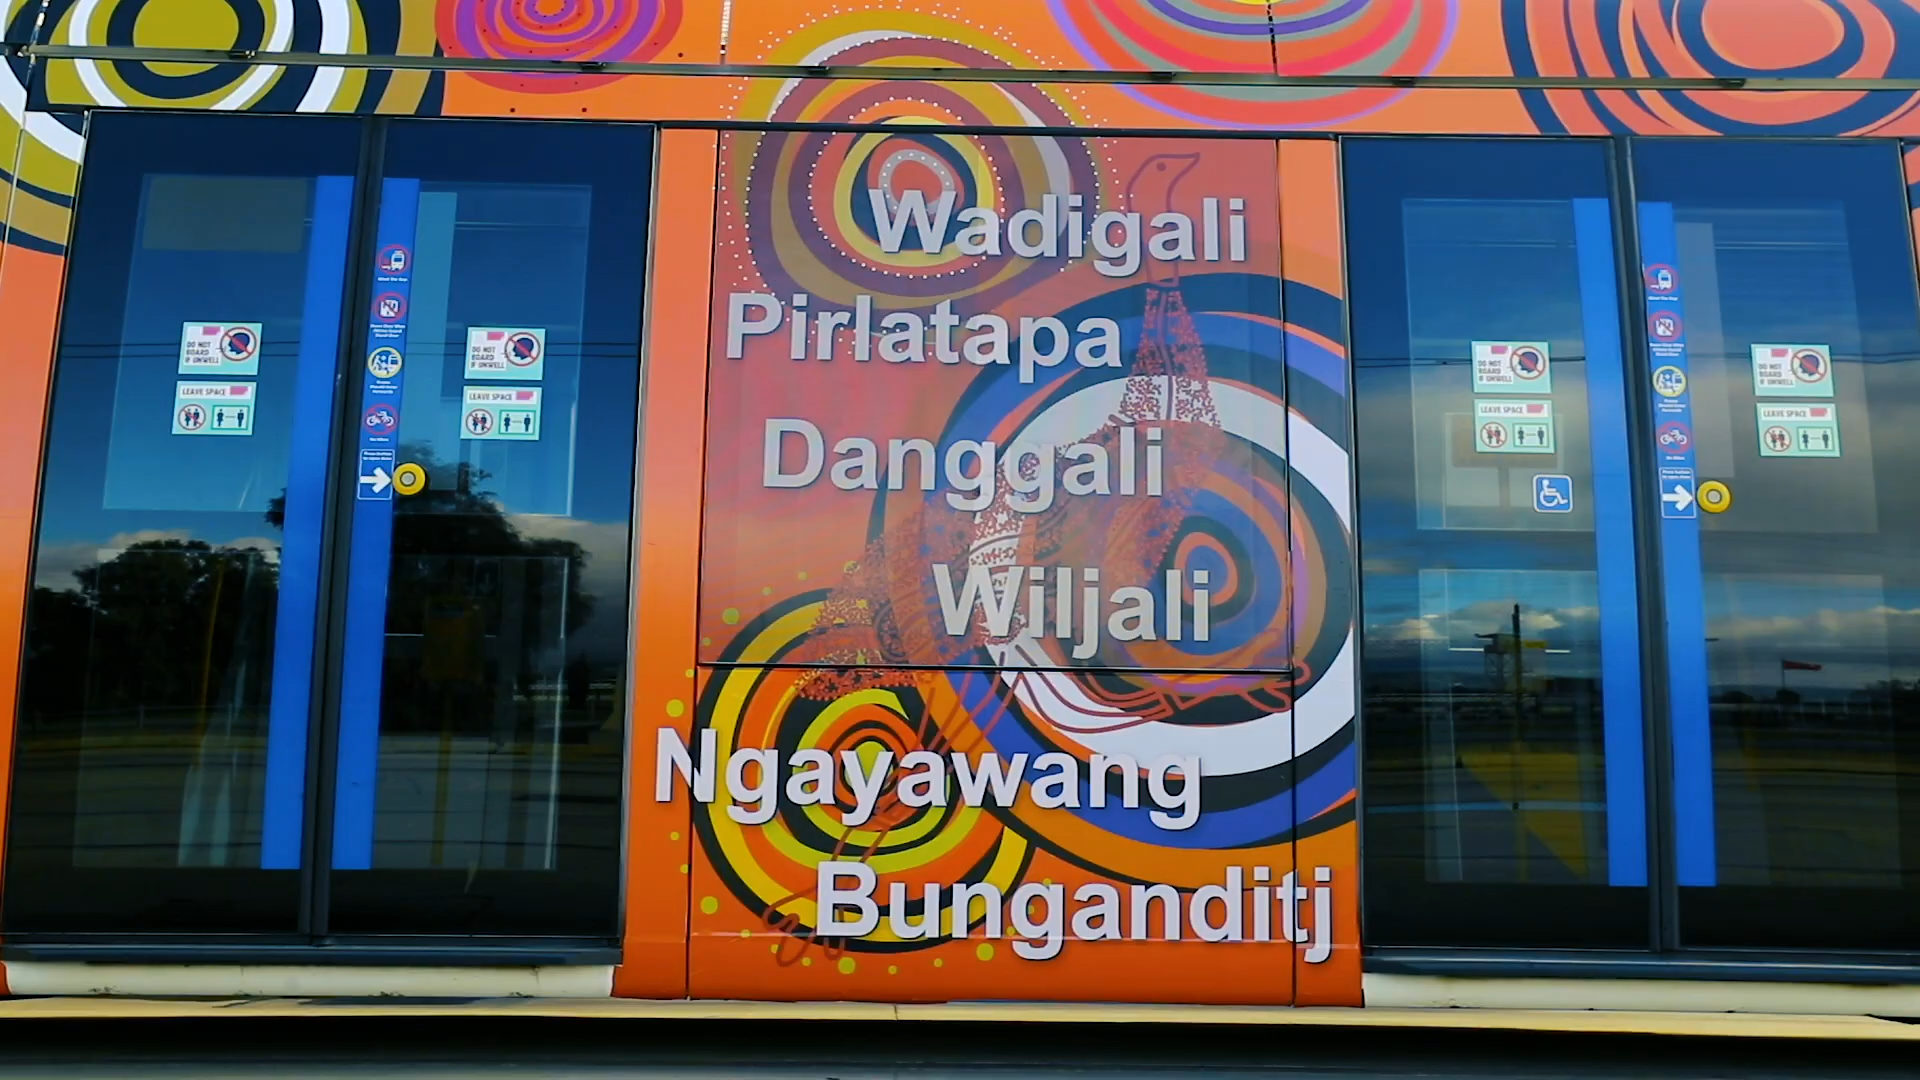 Wadigali
Pirlatapa
Danggali
Wiljali
Ngayawang
Bunganditj
DO NOT
BOARD
IF UNWELL
LEAVE SPACE
DO NOT
BOARD
IF UNWELL
LEAVE SPACE
DO NOT
BOARD
IF UNWELL
LEAVE SPACE
DO NOT
BOARD
IF UNWELL
LEAVE SPACE